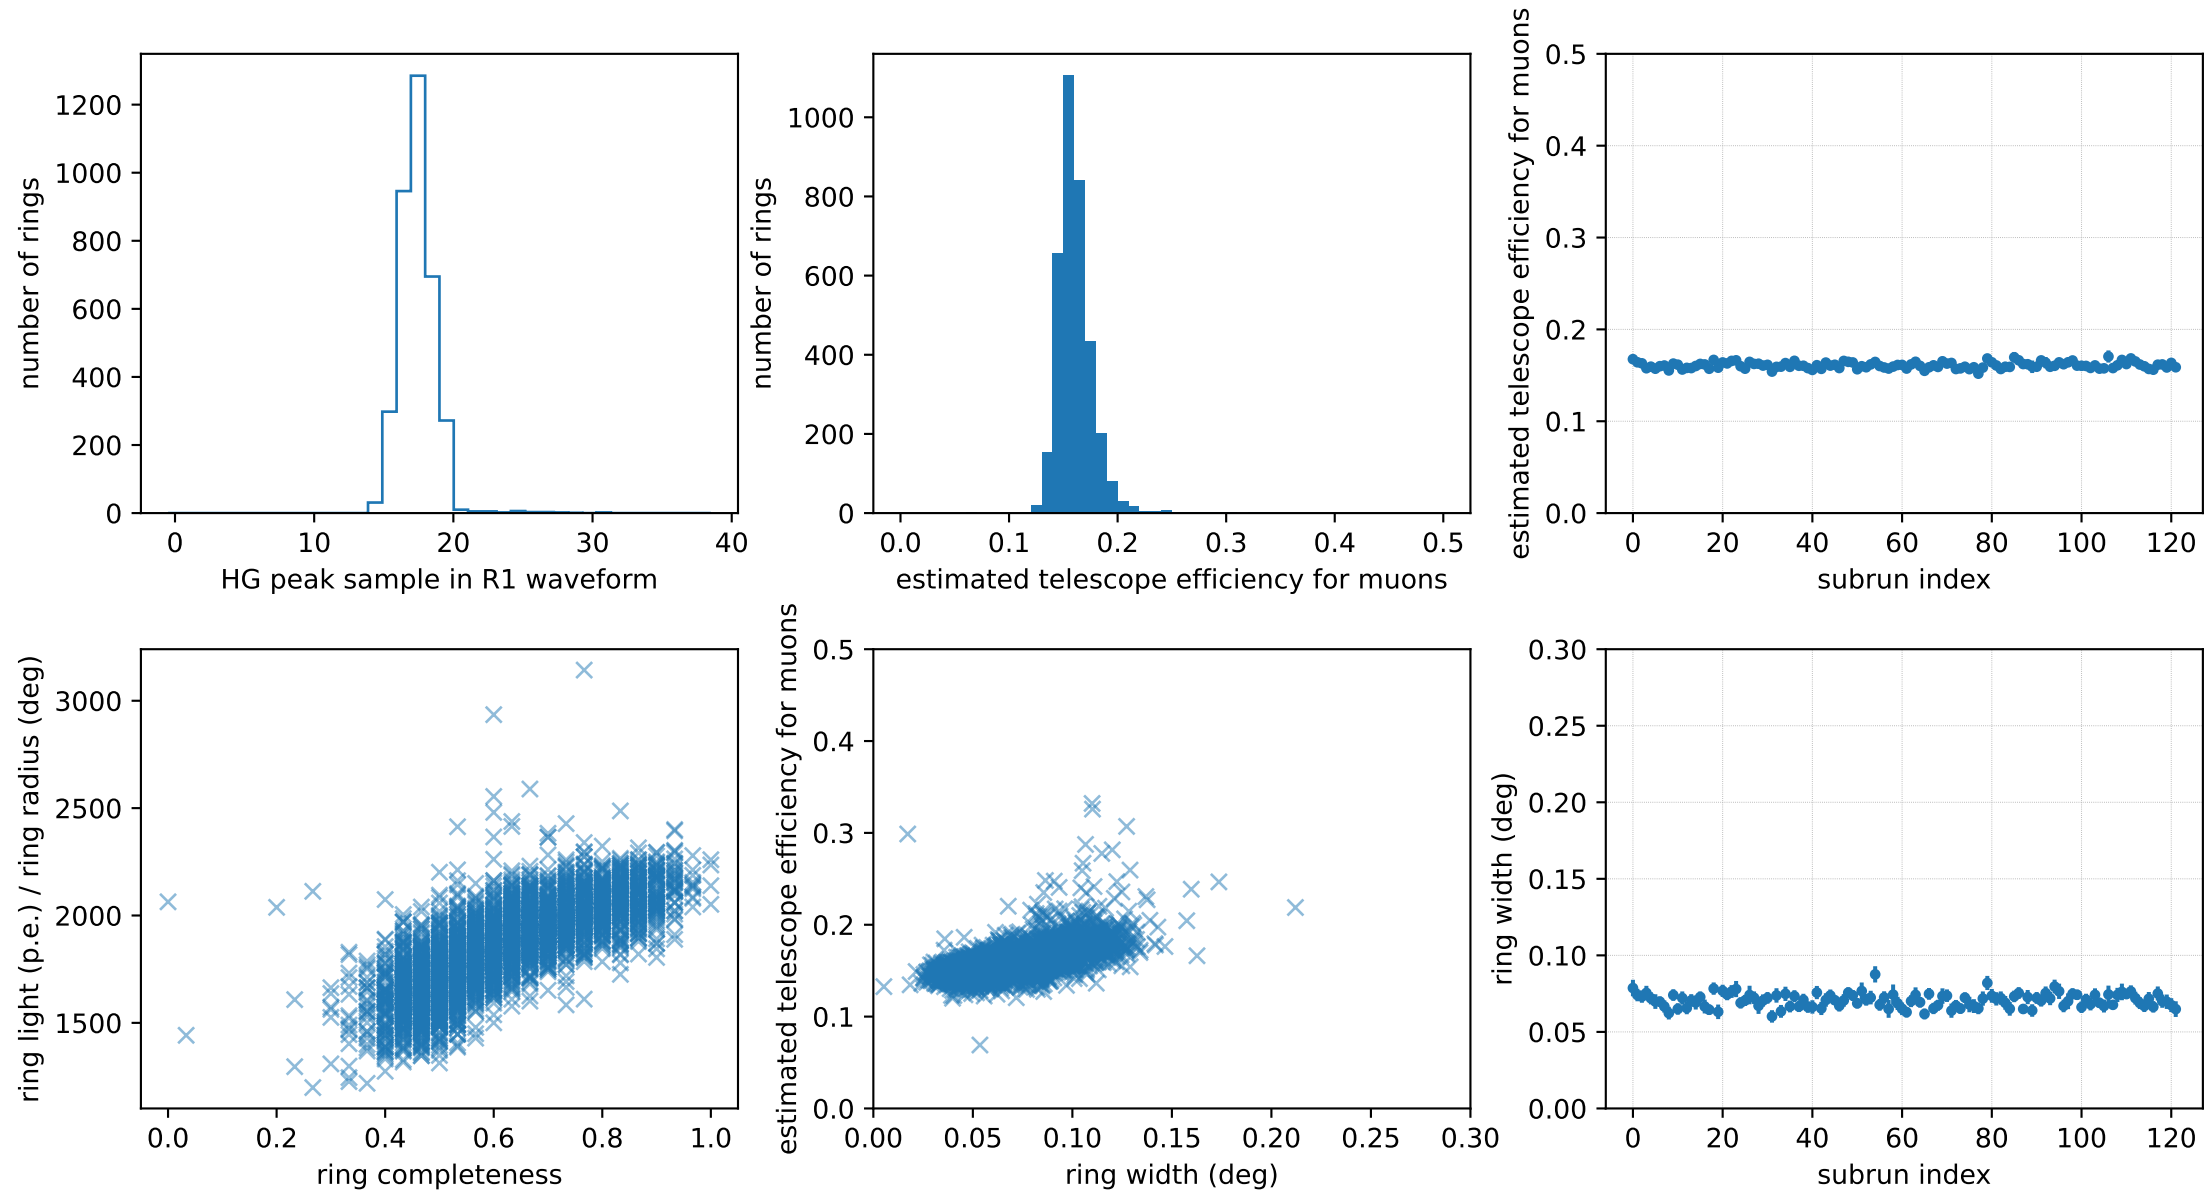 number of rings
1200
1000
800
600
400
200
0
0 10 20 30 40
HG peak sample in R1 waveform
number of rings
1000
800
600
400
200
0
0.0 0.1 0.2 0.3 0.4 0.5
estimated telescope efficiency for muons
estimated telescope efficiency for muons
0.5
0.4
0.3
0.2
0.1
0.0
0 20 40 60 80 100 120
subrun index
ring light (p.e.) / ring radius (deg)
3000
2500
2000
1500
0.0 0.2 0.4 0.6 0.8 1.0
ring completeness
estimated telescope efficiency for muons
0.5
0.4
0.3
0.2
0.1
0.0
0.00 0.05 0.10 0.15 0.20 0.25 0.30
ring width (deg)
ring width (deg)
0.30
0.25
0.20
0.15
0.10
0.05
0.00
0 20 40 60 80 100 120
subrun index